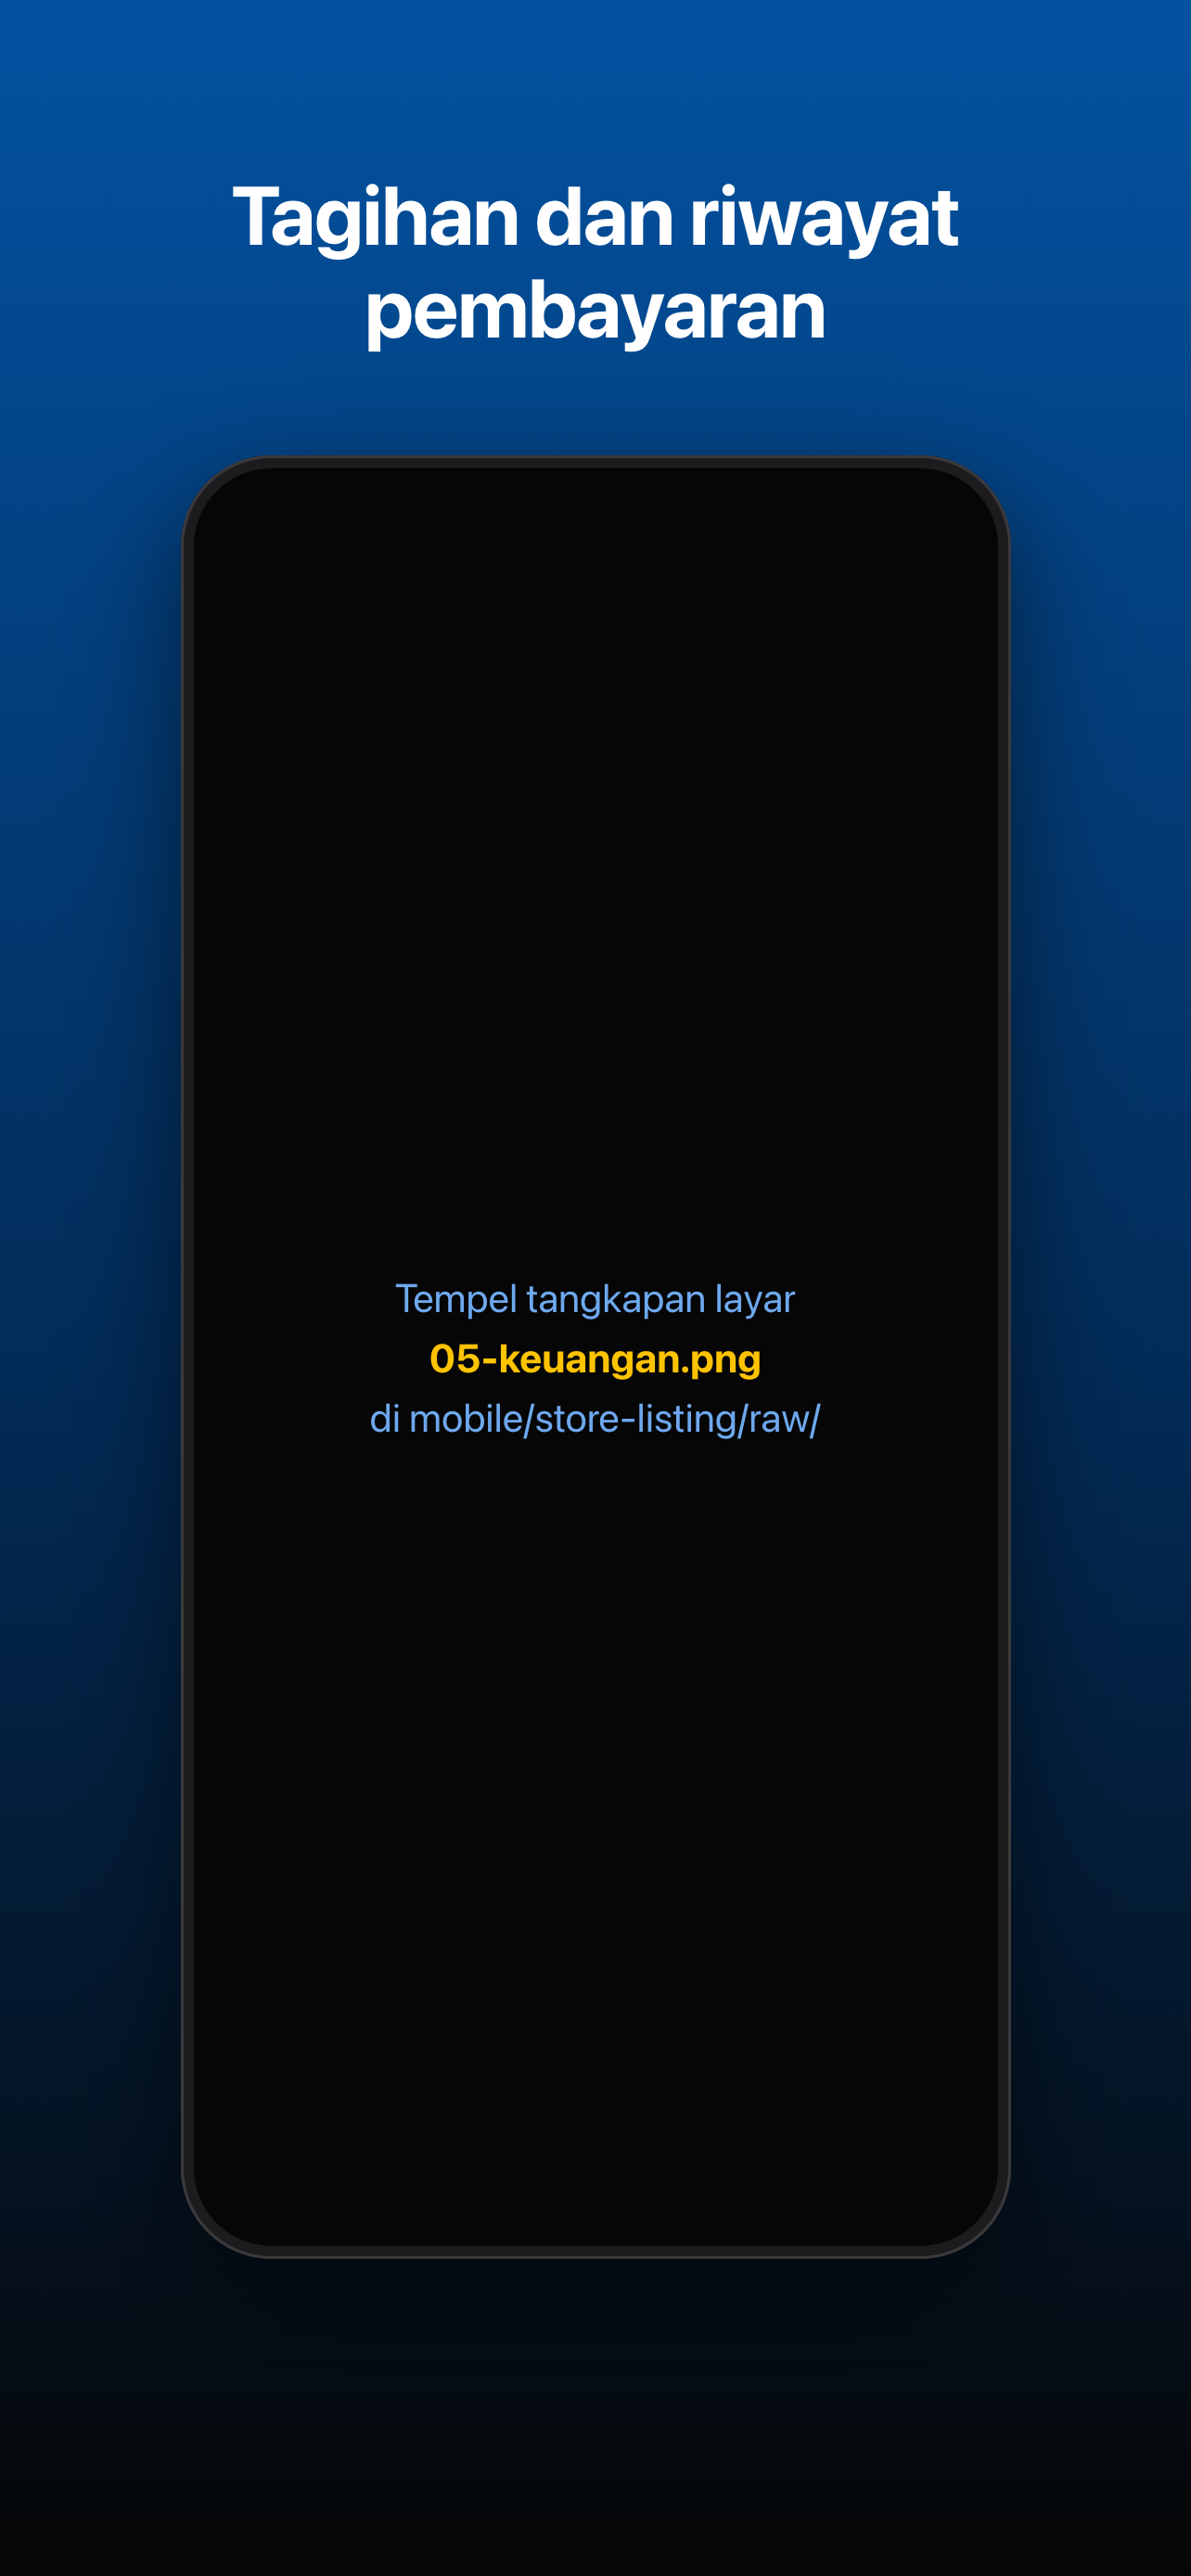 Tagihan dan riwayat
pembayaran
Tempel tangkapan layar
05-keuangan.png
di mobile/store-listing/raw/